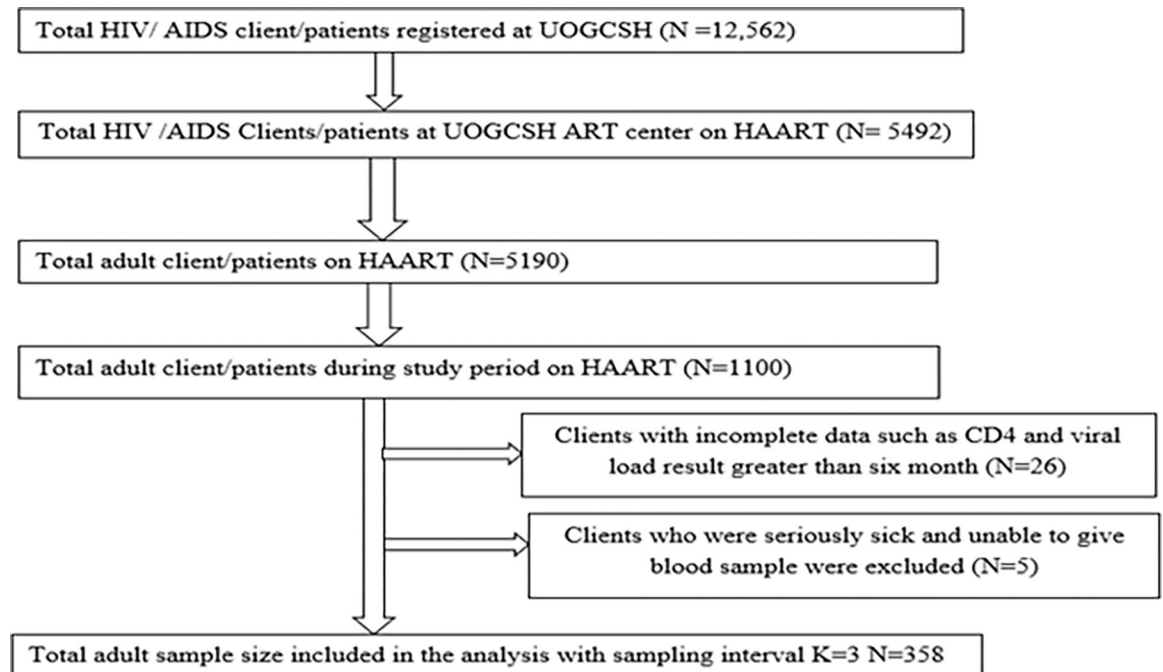 Total HIV/ AIDS client/patients registered at UOGCSH (N =12,562)
Total HIV /AIDS Clients/patients at UOGCSH ART center on HAART (N= 5492)
Total adult client/patients on HAART (N=5190)
Total adult client/patients during study period on HAART (N=1100)
Clients with incomplete data such as CD4 and viral
load result greater than six month (N=26)
Clients who were seriously sick and unable to give
blood sample were excluded (N=5)
Total adult sample size included in the analysis with sampling interval K=3 N=358